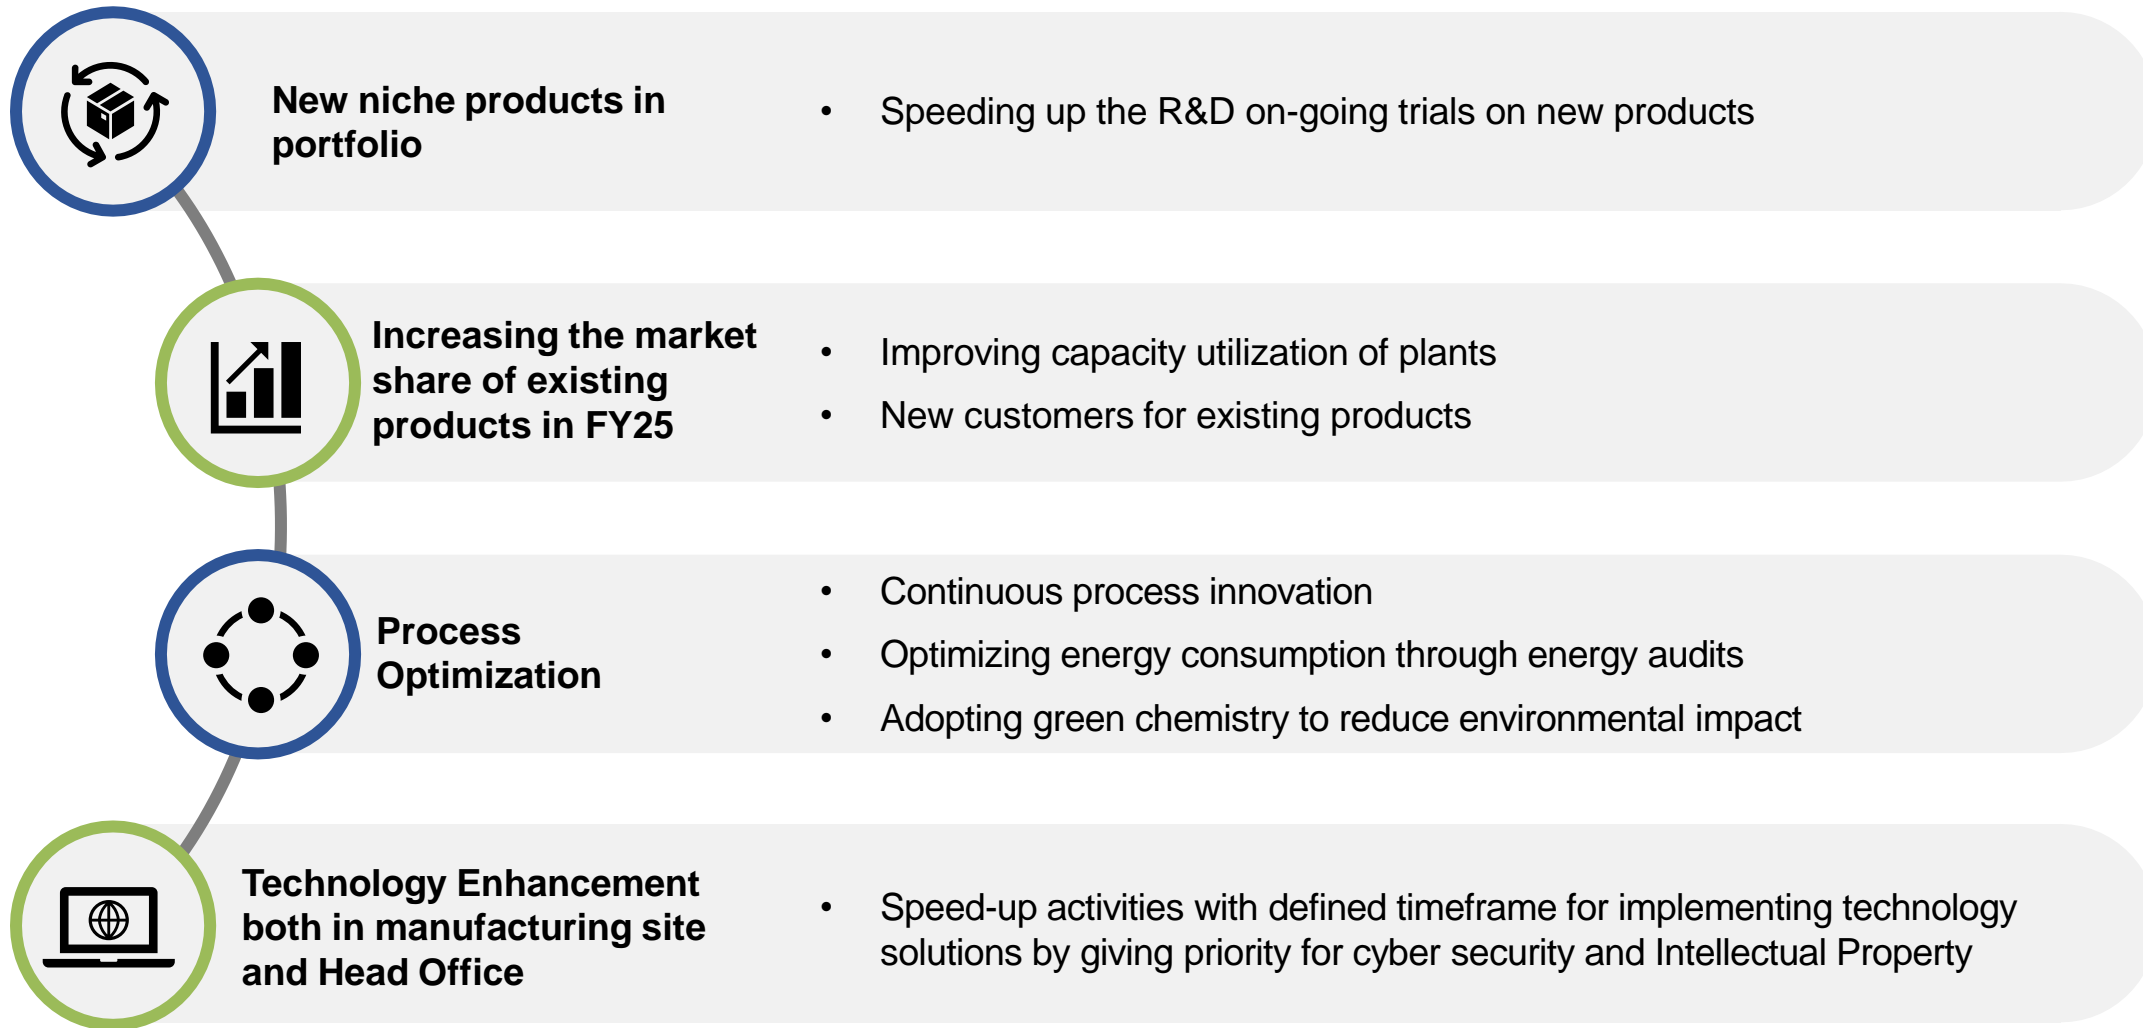 New niche products in
portfolio
• Speeding up the R&D on-going trials on new products
Increasing the market
share of existing
products in FY25
• Improving capacity utilization of plants
• New customers for existing products
Process
Optimization
• Continuous process innovation
• Optimizing energy consumption through energy audits
• Adopting green chemistry to reduce environmental impact
Technology Enhancement
both in manufacturing site
and Head Office
• Speed-up activities with defined timeframe for implementing technology
solutions by giving priority for cyber security and Intellectual Property